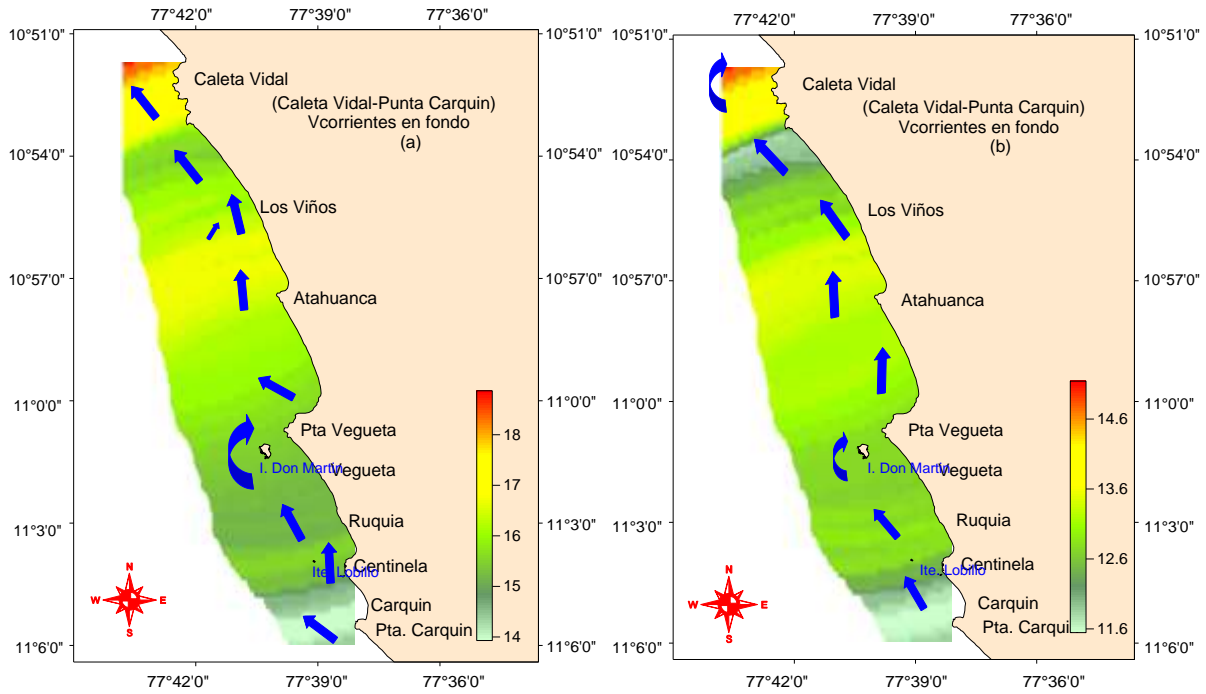 77°42'0" 77°39'0" 77°36'0"
10°51'0" 10°51'0"
Caleta Vidal
(Caleta Vidal-Punta Carquin)
Vcorrientes en fondo
(a)
10°54'0" 10°54'0"
Los Viños
10°57'0" 10°57'0"
Atahuanca
11°0'0" 11°0'0"
Pta Vegueta
I. Don Martin
Vegueta
Ruquia
11°3'0" 11°3'0"
Centinela
Ite. Lobillo
Carquin
Pta. Carquin
11°6'0" 11°6'0"
18
17
16
15
14
N
W E
S
77°42'0" 77°39'0" 77°36'0"
77°42'0" 77°39'0" 77°36'0"
10°51'0" 10°51'0"
Caleta Vidal
(Caleta Vidal-Punta Carquin)
Vcorrientes en fondo
(b)
10°54'0" 10°54'0"
Los Viños
10°57'0" 10°57'0"
Atahuanca
11°0'0" 11°0'0"
Pta Vegueta
I. Don Martin
Vegueta
Ruquia
11°3'0" 11°3'0"
Centinela
Ite. Lobillo
Carquin
Pta. Carqui
11°6'0" 11°6'0"
14.6
13.6
12.6
11.6
N
W E
S
77°42'0" 77°39'0" 77°36'0"